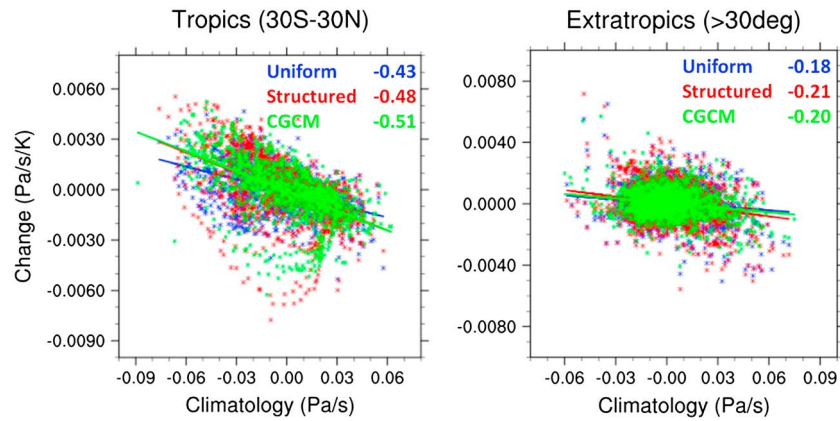 Tropics (30S-30N)
Uniform -0.43
Structured -0.48
CGCM -0.51
0.0060
0.0030
0.0000
-0.0030
-0.0060
-0.0090
Change (Pa/s/K)
-0.09 -0.06 -0.03 0.00 0.03 0.06
Climatology (Pa/s)
Extratropics (>30deg)
Uniform -0.18
Structured -0.21
CGCM -0.20
0.0080
0.0040
0.0000
-0.0040
-0.0080
-0.06 -0.03 0.00 0.03 0.06 0.09
Climatology (Pa/s)